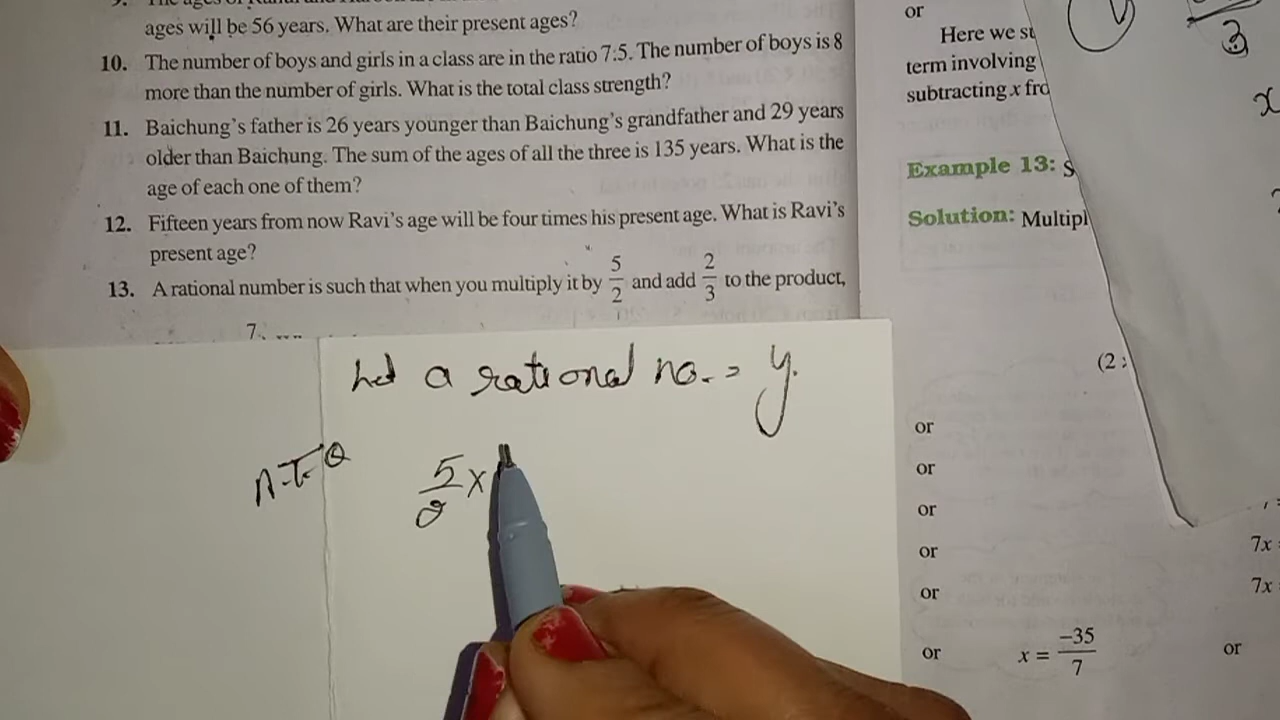 ages will be 56 years. What are their present ages?
10. The number of boys and girls in a class are in the ratio 7:5. The number of boys is 8
more than the number of girls. What is the total class strength?
11. Baichung's father is 26 years younger than Baichung's grandfather and 29 years
older than Baichung. The sum of the ages of all the three is 135 years. What is the
age of each one of them?
12. Fifteen years from now Ravi's age will be four times his present age. What is Ravi's
present age?
13. A rational number is such that when you multiply it by 5/2 and add 2/3 to the product,
7
let a rational no. = y.
A.T.Q
5/2 ×
or
Here we
term involving
subtracting x
Example 13:
Solution:
(2
or
or
or
7x
or
7x
or
or x = -35/7 or
3
x